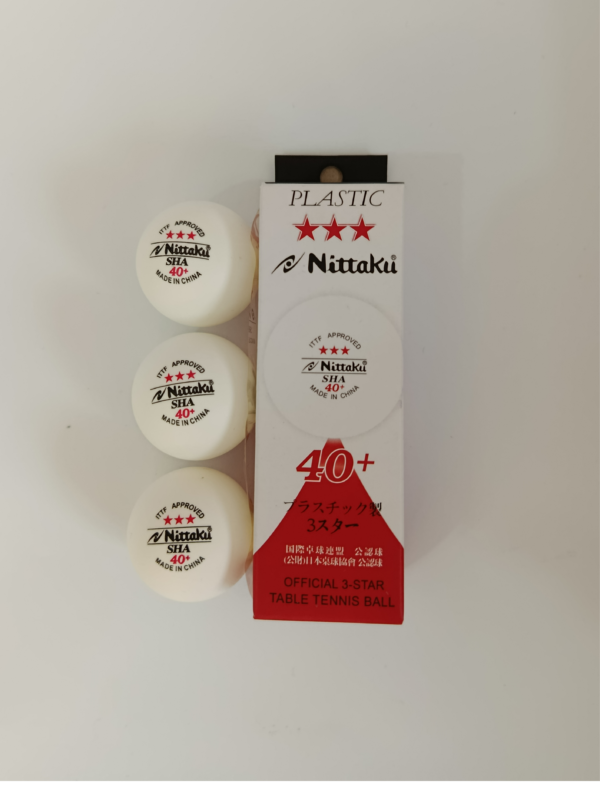 ITTF APPROVED
★★★
Nittaku®
SHA
40+
MADE IN CHINA
ITTF APPROVED
★★★
Nittaku®
SHA
40+
MADE IN CHINA
ITTF APPROVED
★★★
Nittaku®
SHA
40+
MADE IN CHINA
PLASTIC
★★★
Nittaku®
ITTF APPROVED
★★★
Nittaku®
SHA
40+
MADE IN CHINA
40+
プラスチック製
3スター
国際卓球連盟 公認球
(公財)日本卓球協會 公認球
OFFICIAL 3-STAR
TABLE TENNIS BALL